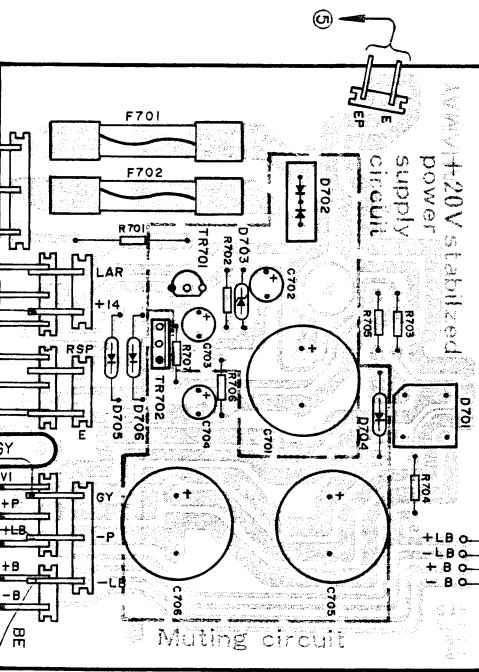 5
E
EP
+20V stabilized
power
supply
circuit
F701
F702
D702
R701
TR701
R702
D703
C702
LAR
+14
R705
R703
C703
RSP
TR702
R706
C704
C701
D704
D701
D705
D706
E
R704
GY
VI
+P
+LB
+B
-B
GY
-P
-LB
C706
C705
+LB
-LB
+B
-B
BE
Muting circuit